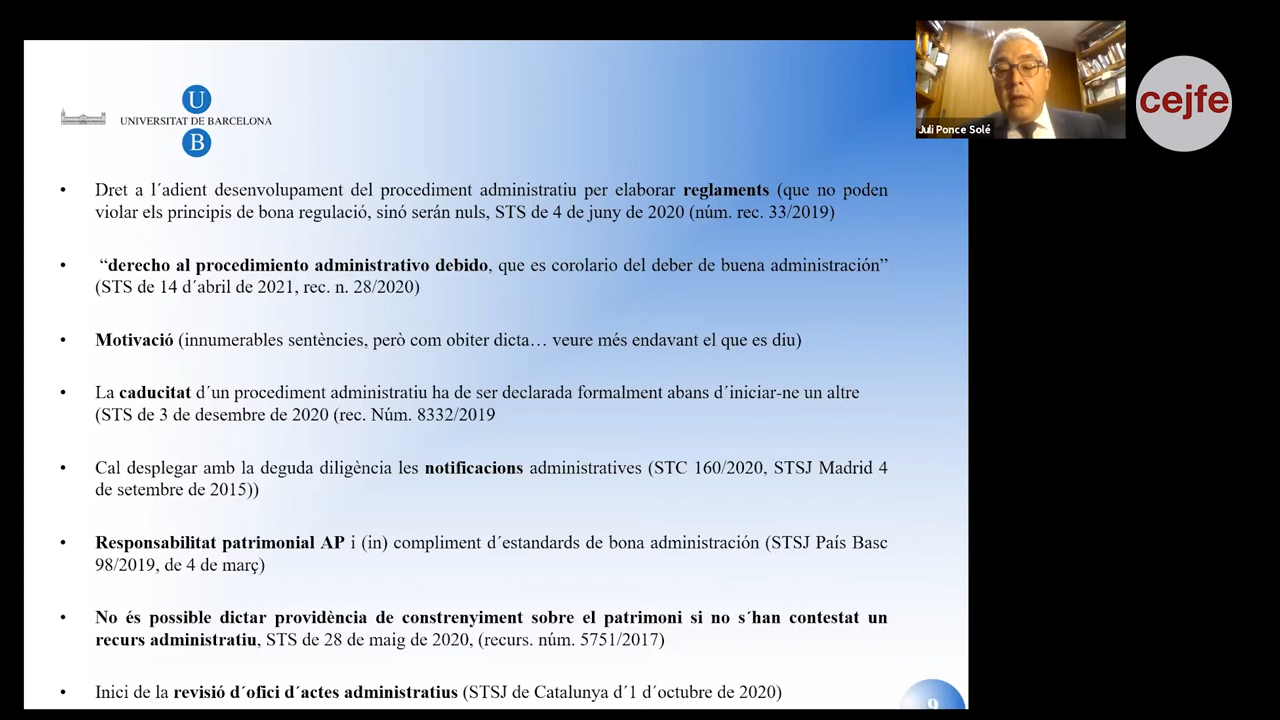 U
UNIVERSITAT DE BARCELONA
B
Juli Ponce Solé
cejfe
• Dret a l´adient desenvolupament del procediment administratiu per elaborar reglaments (que no poden
violar els principis de bona regulació, sinó serán nuls, STS de 4 de juny de 2020 (núm. rec. 33/2019)
• “derecho al procedimiento administrativo debido, que es corolario del deber de buena administración”
(STS de 14 d´abril de 2021, rec. n. 28/2020)
• Motivació (innumerables sentències, però com obiter dicta… veure més endavant el que es diu)
• La caducitat d´un procediment administratiu ha de ser declarada formalment abans d´iniciar-ne un altre
(STS de 3 de desembre de 2020 (rec. Núm. 8332/2019
• Cal desplegar amb la deguda diligència les notificacions administratives (STC 160/2020, STSJ Madrid 4
de setembre de 2015))
• Responsabilitat patrimonial AP i (in) compliment d´estandards de bona administración (STSJ País Basc
98/2019, de 4 de març)
• No és possible dictar providència de constrenyiment sobre el patrimoni si no s´han contestat un
recurs administratiu, STS de 28 de maig de 2020, (recurs. núm. 5751/2017)
• Inici de la revisió d´ofici d´actes administratius (STSJ de Catalunya d´1 d´octubre de 2020)
9